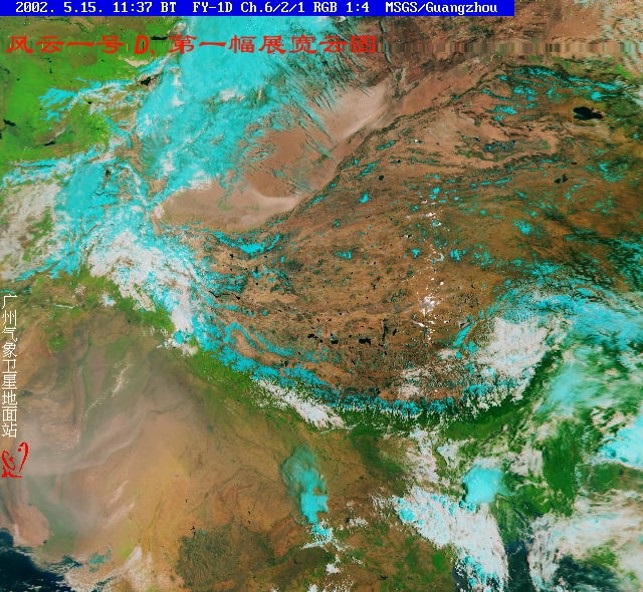 2002. 5.15. 11:37 BT FY-1D Ch.6/2/1 RGB 1:4 MSGS/Guangzhou
风云一号D, 第一幅展宽云图
广州气象卫星地面站